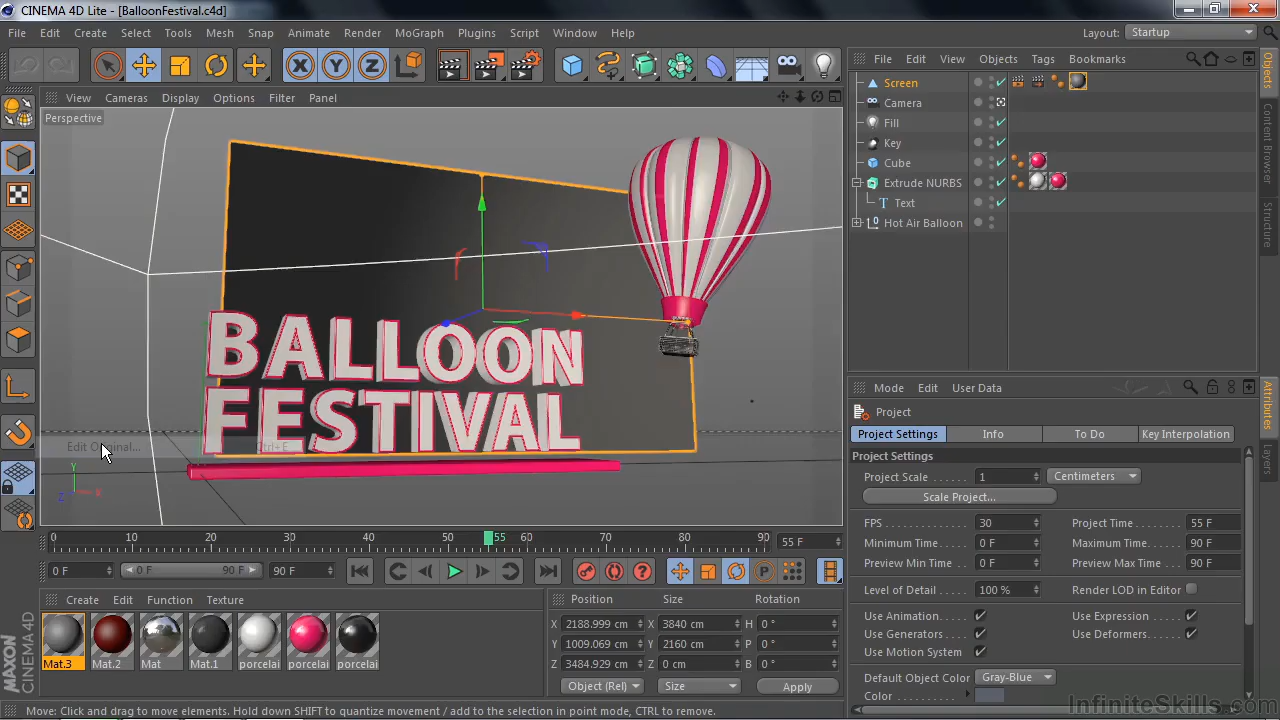 CINEMA 4D Lite - [BalloonFestival.c4d]
File Edit Create Select Tools Mesh Snap Animate Render MoGraph Plugins Script Window Help
Layout: Startup
X Y Z
File Edit View Objects Tags Bookmarks
View Cameras Display Options Filter Panel
Perspective
Screen
Camera
Fill
Key
Cube
Extrude NURBS
T Text
Hot Air Balloon
Objects
Content Browser
Structure
BALLOON
FESTIVAL
Edit Original... Ctrl+E
Y
Z X
Mode Edit User Data
Project
Project Settings Info To Do Key Interpolation
Project Settings
Project Scale 1 Centimeters
Scale Project...
FPS 30 Project Time 55 F
Minimum Time 0 F Maximum Time 90 F
Preview Min Time 0 F Preview Max Time 90 F
Level of Detail 100 % Render LOD in Editor
Use Animation Use Expression
Use Generators Use Deformers
Use Motion System
Default Object Color Gray-Blue
Color
Attributes
Layers
0 10 20 30 40 55 60 70 80 90 55 F
0 F 0 F 90 F 90 F
P
Create Edit Function Texture
Mat.3 Mat.2 Mat Mat.1 porcelai porcelai porcelai
Position Size Rotation
X 2188.999 cm X 3840 cm H 0 °
Y 1009.069 cm Y 2160 cm P 0 °
Z 3484.929 cm Z 0 cm B 0 °
Object (Rel) Size Apply
MAXON
CINEMA 4D
Move: Click and drag to move elements. Hold down SHIFT to quantize movement / add to the selection in point mode, CTRL to remove.
InfiniteSkills.com